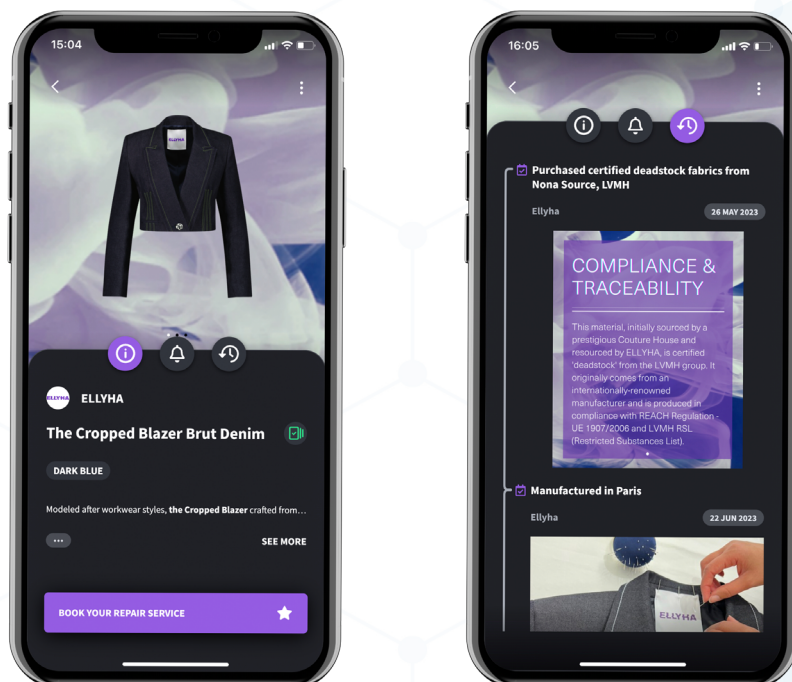 15:04
ELLYHA
ELLYHA
ELLYHA
The Cropped Blazer Brut Denim
DARK BLUE
Modeled after workwear styles, the Cropped Blazer crafted from...
SEE MORE
BOOK YOUR REPAIR SERVICE
16:05
Purchased certified deadstock fabrics from
Nona Source, LVMH
Ellyha
26 MAY 2023
COMPLIANCE &
TRACEABILITY
This material, initially sourced by a
prestigious Couture House and
resourced by ELLYHA, is certified
'deadstock' from the LVMH group. It
originally comes from an
internationally-renowned
manufacturer and is produced in
compliance with REACH Regulation -
UE 1907/2006 and LVMH RSL
(Restricted Substances List).
Manufactured in Paris
Ellyha
22 JUN 2023
ELLYHA